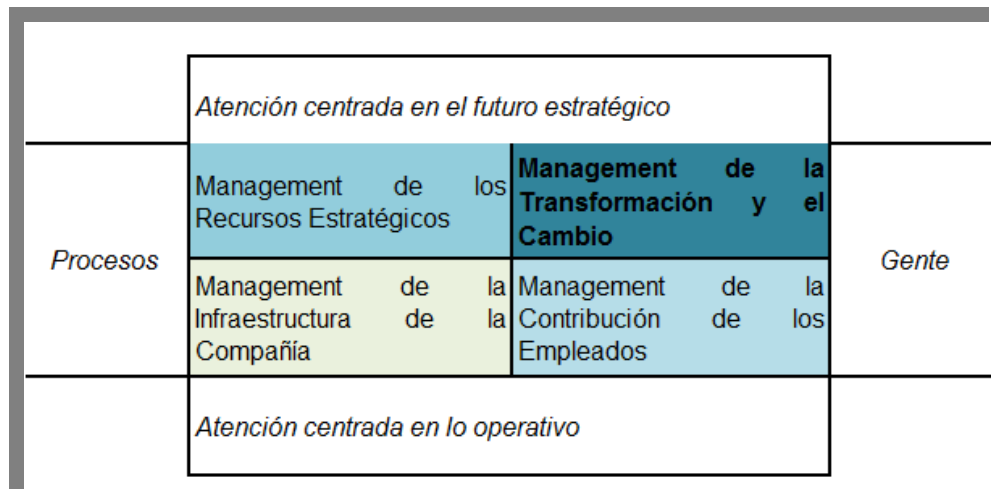 Atención centrada en el futuro estratégico
Procesos
Management de los
Recursos Estratégicos
Management de la
Transformación y el
Cambio
Gente
Management de la
Infraestructura de la
Compañía
Management de la
Contribución de los
Empleados
Atención centrada en lo operativo